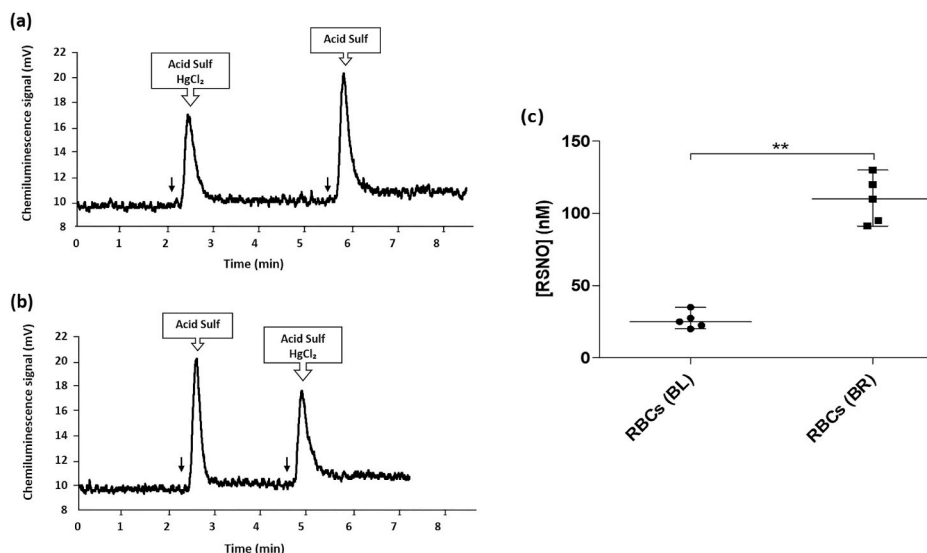 (a)
Chemiluminescence signal (mV)
22
20
18
16
14
12
10
8
Acid Sulf
HgCl₂
Acid Sulf
0 1 2 3 4 5 6 7 8
Time (min)
(b)
Chemiluminescence signal (mV)
22
20
18
16
14
12
10
8
Acid Sulf
Acid Sulf
HgCl₂
0 1 2 3 4 5 6 7 8
Time (min)
(c)
[RSNO] (nM)
150
100
50
0
**
RBCs (BL)
RBCs (BR)